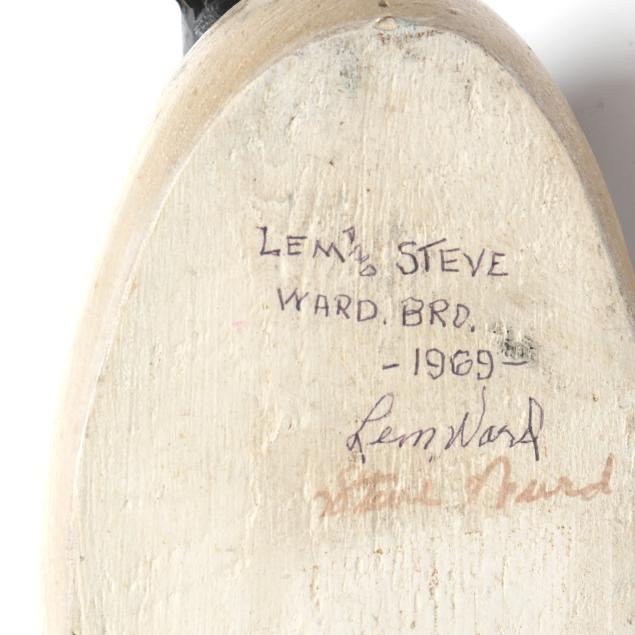 LEM AND STEVE
WARD. BRO.
-1969-
Lem. Ward
Steve Ward